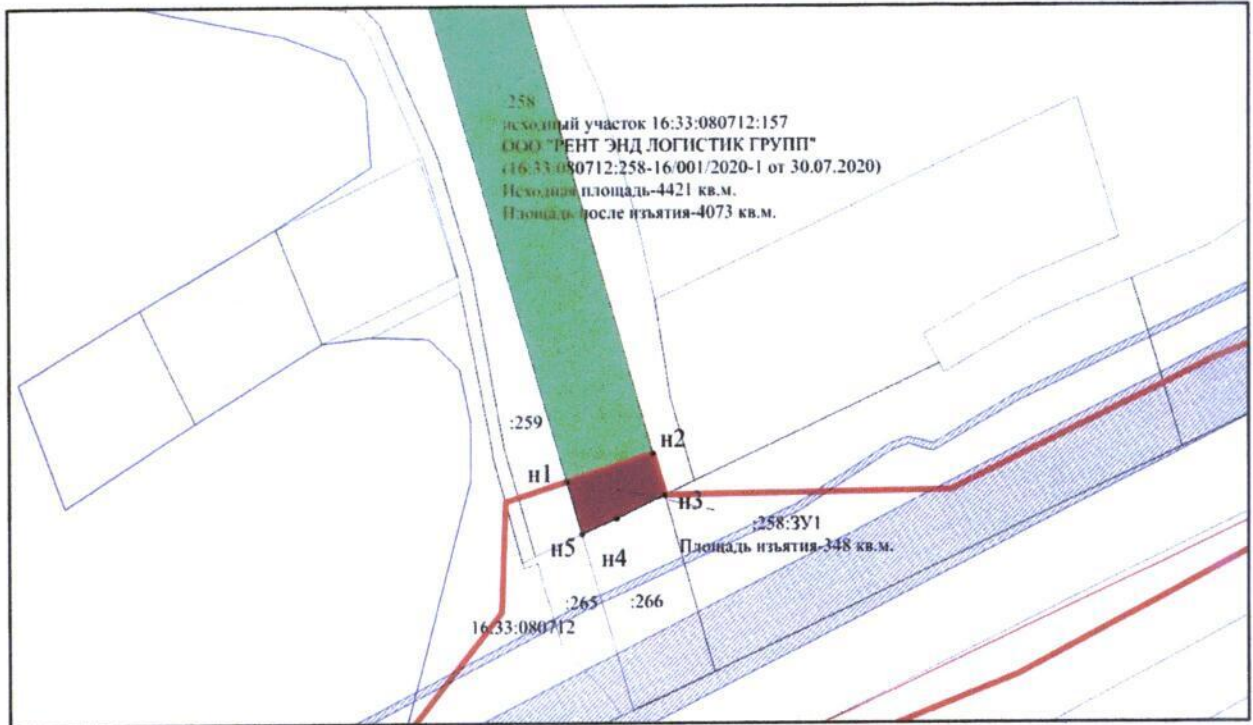 :258
исходный участок 16:33:080712:157
ООО "РЕНТ ЭНД ЛОГИСТИК ГРУПП"
(16:33:080712:258-16/001/2020-1 от 30.07.2020)
Исходная площадь-4421 кв.м.
Площадь после изъятия-4073 кв.м.
:259
н2
н1
н3
:258:ЗУ1
н5
н4
Площадь изъятия-348 кв.м.
:265
:266
16:33:080712